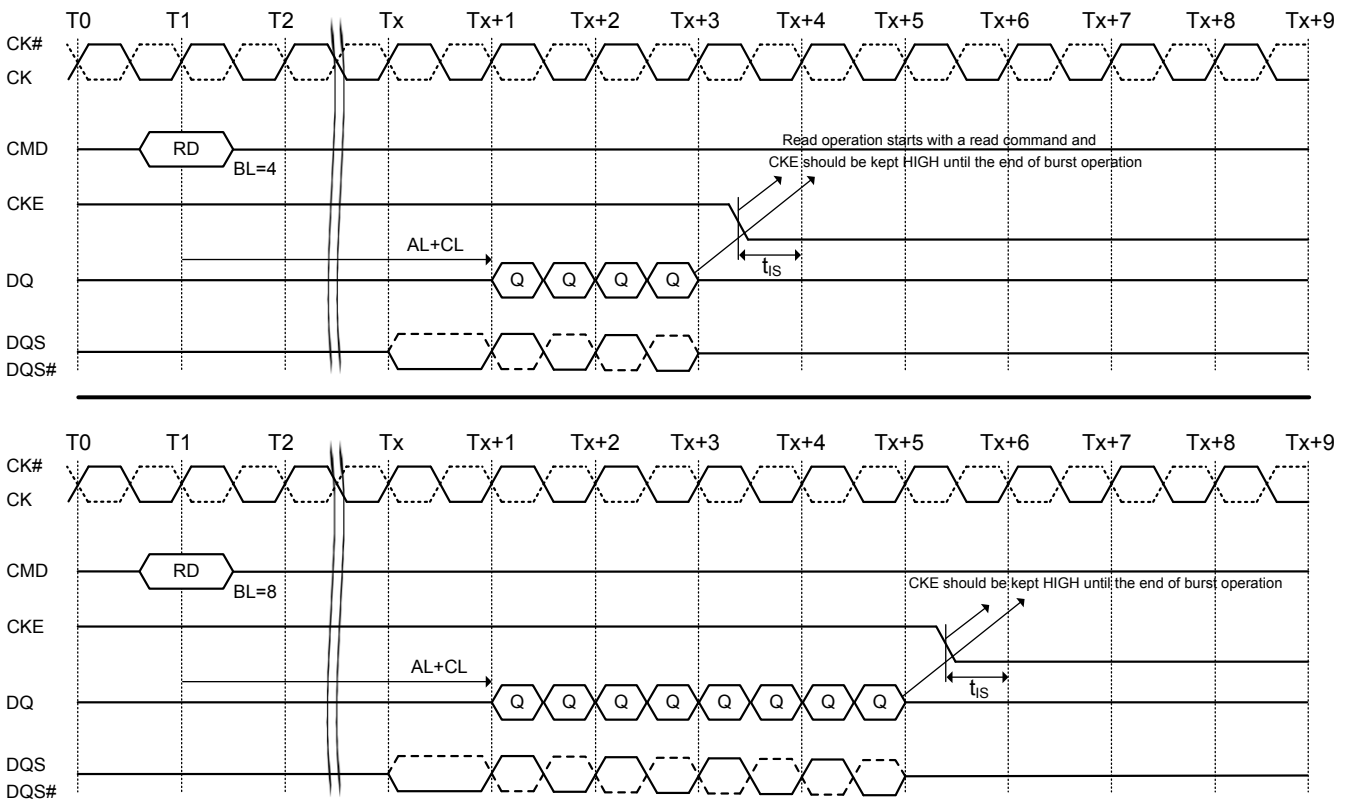 T0 T1 T2 Tx Tx+1 Tx+2 Tx+3 Tx+4 Tx+5 Tx+6 Tx+7 Tx+8 Tx+9
CK#
CK
CMD RD
BL=4
Read operation starts with a read command and
CKE should be kept HIGH until the end of burst operation
CKE
AL+CL
tIS
DQ Q Q Q Q
DQS
DQS#
T0 T1 T2 Tx Tx+1 Tx+2 Tx+3 Tx+4 Tx+5 Tx+6 Tx+7 Tx+8 Tx+9
CK#
CK
CMD RD
BL=8
CKE should be kept HIGH until the end of burst operation
CKE
AL+CL
tIS
DQ Q Q Q Q Q Q Q Q
DQS
DQS#